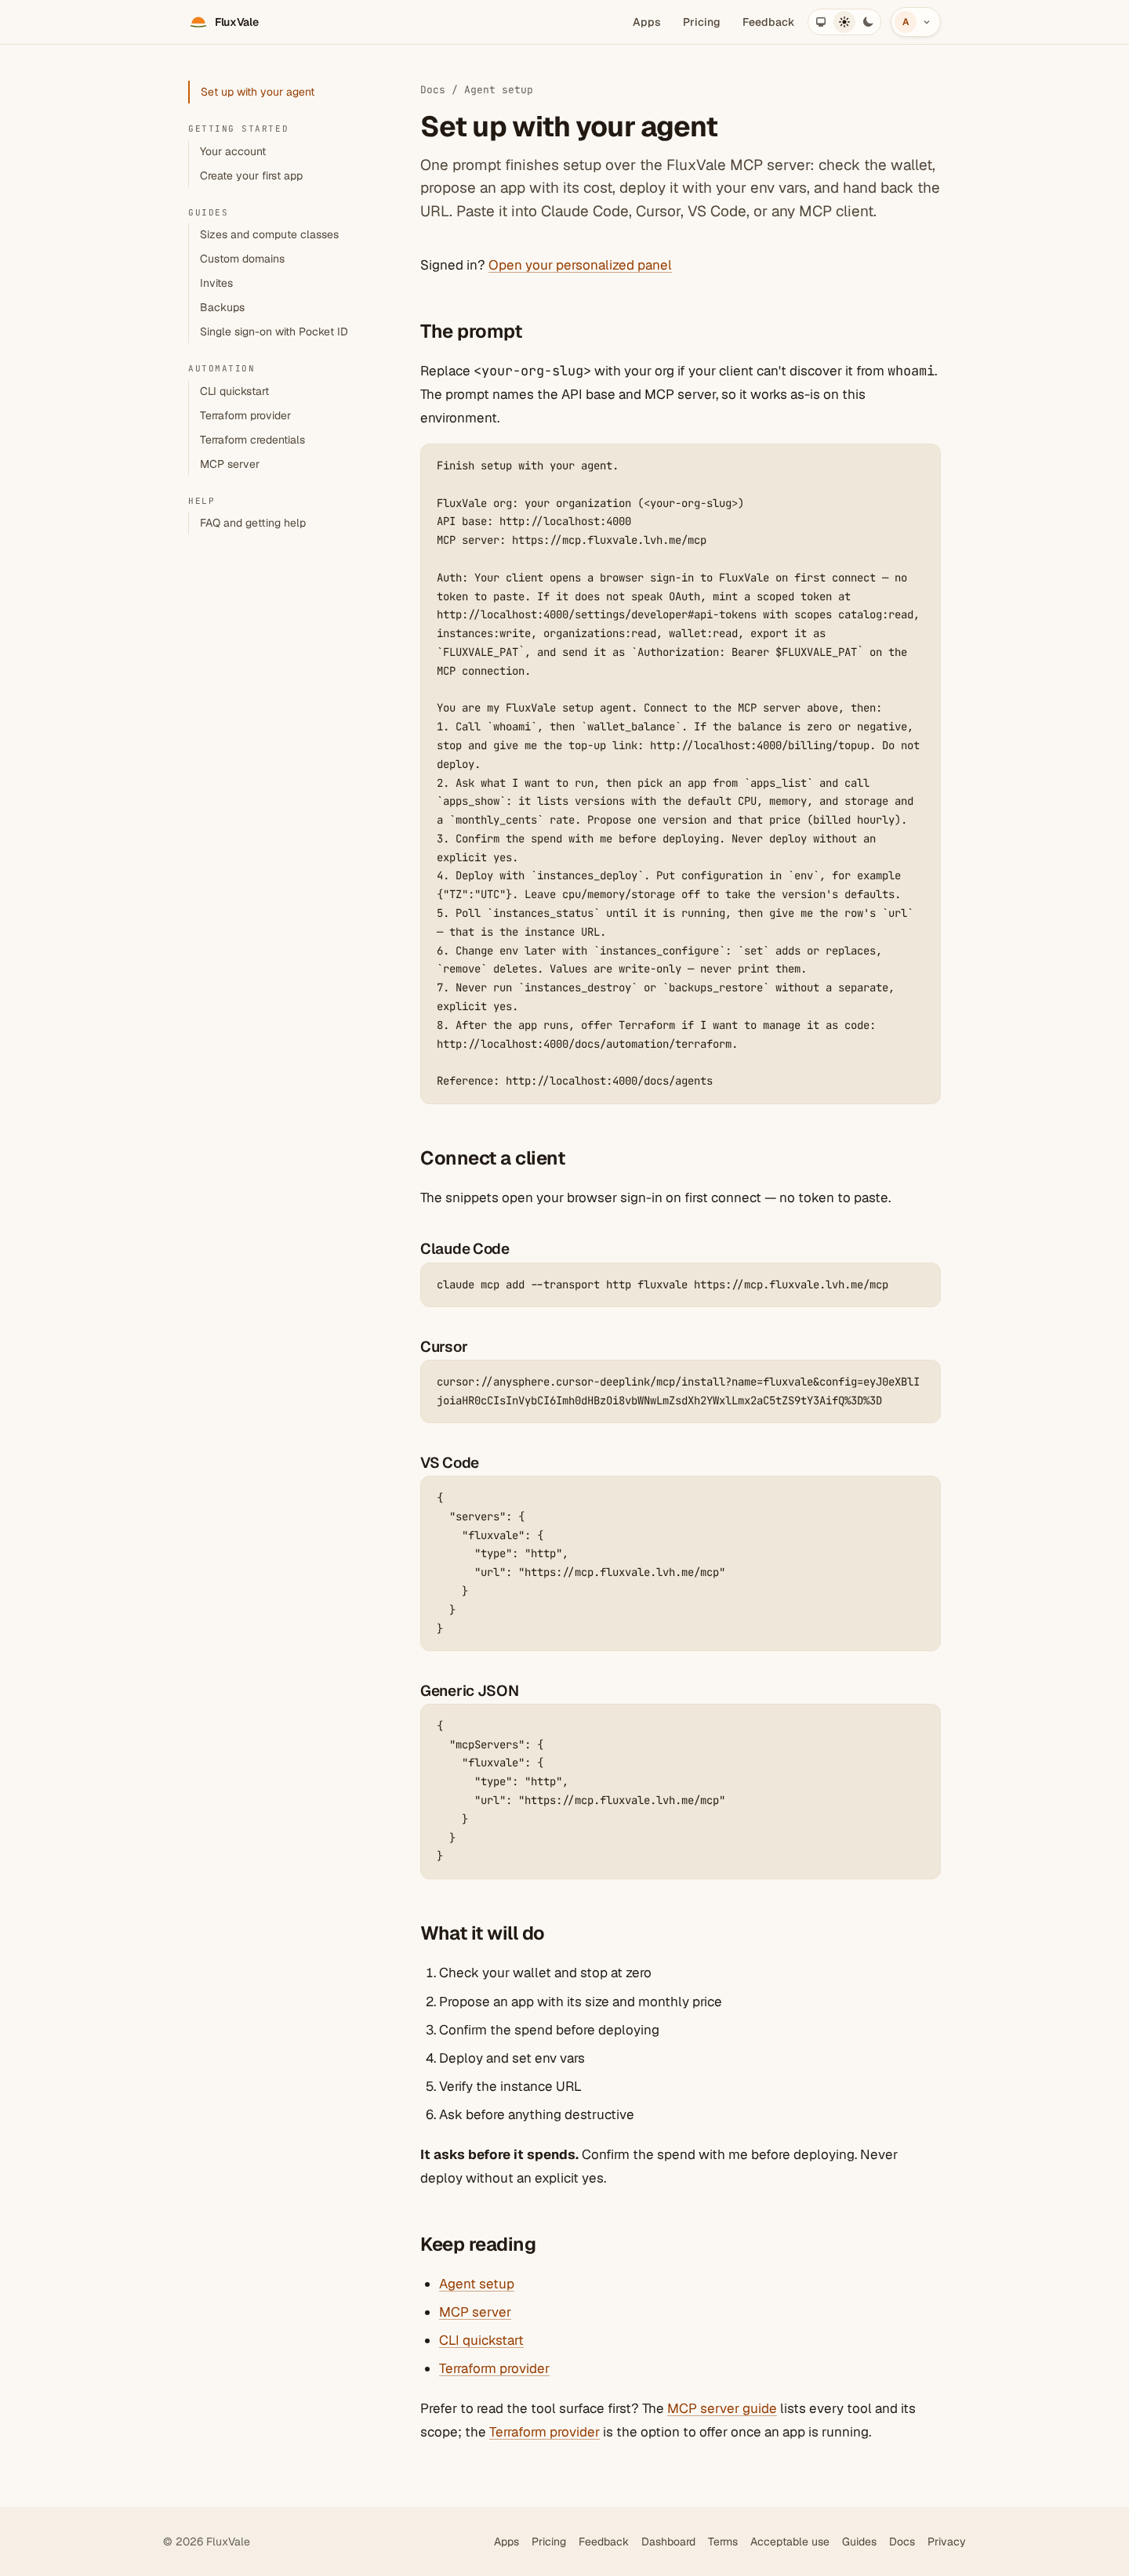 FluxVale
Apps
Pricing
Feedback
A
Set up with your agent
GETTING STARTED
Your account
Create your first app
GUIDES
Sizes and compute classes
Custom domains
Invites
Backups
Single sign-on with Pocket ID
AUTOMATION
CLI quickstart
Terraform provider
Terraform credentials
MCP server
HELP
FAQ and getting help
Docs / Agent setup
Set up with your agent
One prompt finishes setup over the FluxVale MCP server: check the wallet,
propose an app with its cost, deploy it with your env vars, and hand back the
URL. Paste it into Claude Code, Cursor, VS Code, or any MCP client.
Signed in? Open your personalized panel
The prompt
Replace <your-org-slug> with your org if your client can't discover it from whoami.
The prompt names the API base and MCP server, so it works as-is on this
environment.
Finish setup with your agent.
FluxVale org: your organization (<your-org-slug>)
API base: http://localhost:4000
MCP server: https://mcp.fluxvale.lvh.me/mcp
Auth: Your client opens a browser sign-in to FluxVale on first connect — no
token to paste. If it does not speak OAuth, mint a scoped token at
http://localhost:4000/settings/developer#api-tokens with scopes catalog:read,
instances:write, organizations:read, wallet:read, export it as
`FLUXVALE_PAT`, and send it as `Authorization: Bearer $FLUXVALE_PAT` on the
MCP connection.
You are my FluxVale setup agent. Connect to the MCP server above, then:
1. Call `whoami`, then `wallet_balance`. If the balance is zero or negative,
stop and give me the top-up link: http://localhost:4000/billing/topup. Do not
deploy.
2. Ask what I want to run, then pick an app from `apps_list` and call
`apps_show`: it lists versions with the default CPU, memory, and storage and
a `monthly_cents` rate. Propose one version and that price (billed hourly).
3. Confirm the spend with me before deploying. Never deploy without an
explicit yes.
4. Deploy with `instances_deploy`. Put configuration in `env`, for example
{"TZ":"UTC"}. Leave cpu/memory/storage off to take the version's defaults.
5. Poll `instances_status` until it is running, then give me the row's `url`
— that is the instance URL.
6. Change env later with `instances_configure`: `set` adds or replaces,
`remove` deletes. Values are write-only — never print them.
7. Never run `instances_destroy` or `backups_restore` without a separate,
explicit yes.
8. After the app runs, offer Terraform if I want to manage it as code:
http://localhost:4000/docs/automation/terraform.
Reference: http://localhost:4000/docs/agents
Connect a client
The snippets open your browser sign-in on first connect — no token to paste.
Claude Code
claude mcp add --transport http fluxvale https://mcp.fluxvale.lvh.me/mcp
Cursor
cursor://anysphere.cursor-deeplink/mcp/install?name=fluxvale&config=eyJ0eXBlI
joiaHR0cCIsInVybCI6Imh0dHBzOi8vbWNwLmZsdXh2YWxlLmx2aC5tZS9tY3AifQ%3D%3D
VS Code
{
"servers": {
"fluxvale": {
"type": "http",
"url": "https://mcp.fluxvale.lvh.me/mcp"
}
}
}
Generic JSON
{
"mcpServers": {
"fluxvale": {
"type": "http",
"url": "https://mcp.fluxvale.lvh.me/mcp"
}
}
}
What it will do
1. Check your wallet and stop at zero
2. Propose an app with its size and monthly price
3. Confirm the spend before deploying
4. Deploy and set env vars
5. Verify the instance URL
6. Ask before anything destructive
It asks before it spends. Confirm the spend with me before deploying. Never
deploy without an explicit yes.
Keep reading
• Agent setup
• MCP server
• CLI quickstart
• Terraform provider
Prefer to read the tool surface first? The MCP server guide lists every tool and its
scope; the Terraform provider is the option to offer once an app is running.
© 2026 FluxVale
Apps
Pricing
Feedback
Dashboard
Terms
Acceptable use
Guides
Docs
Privacy